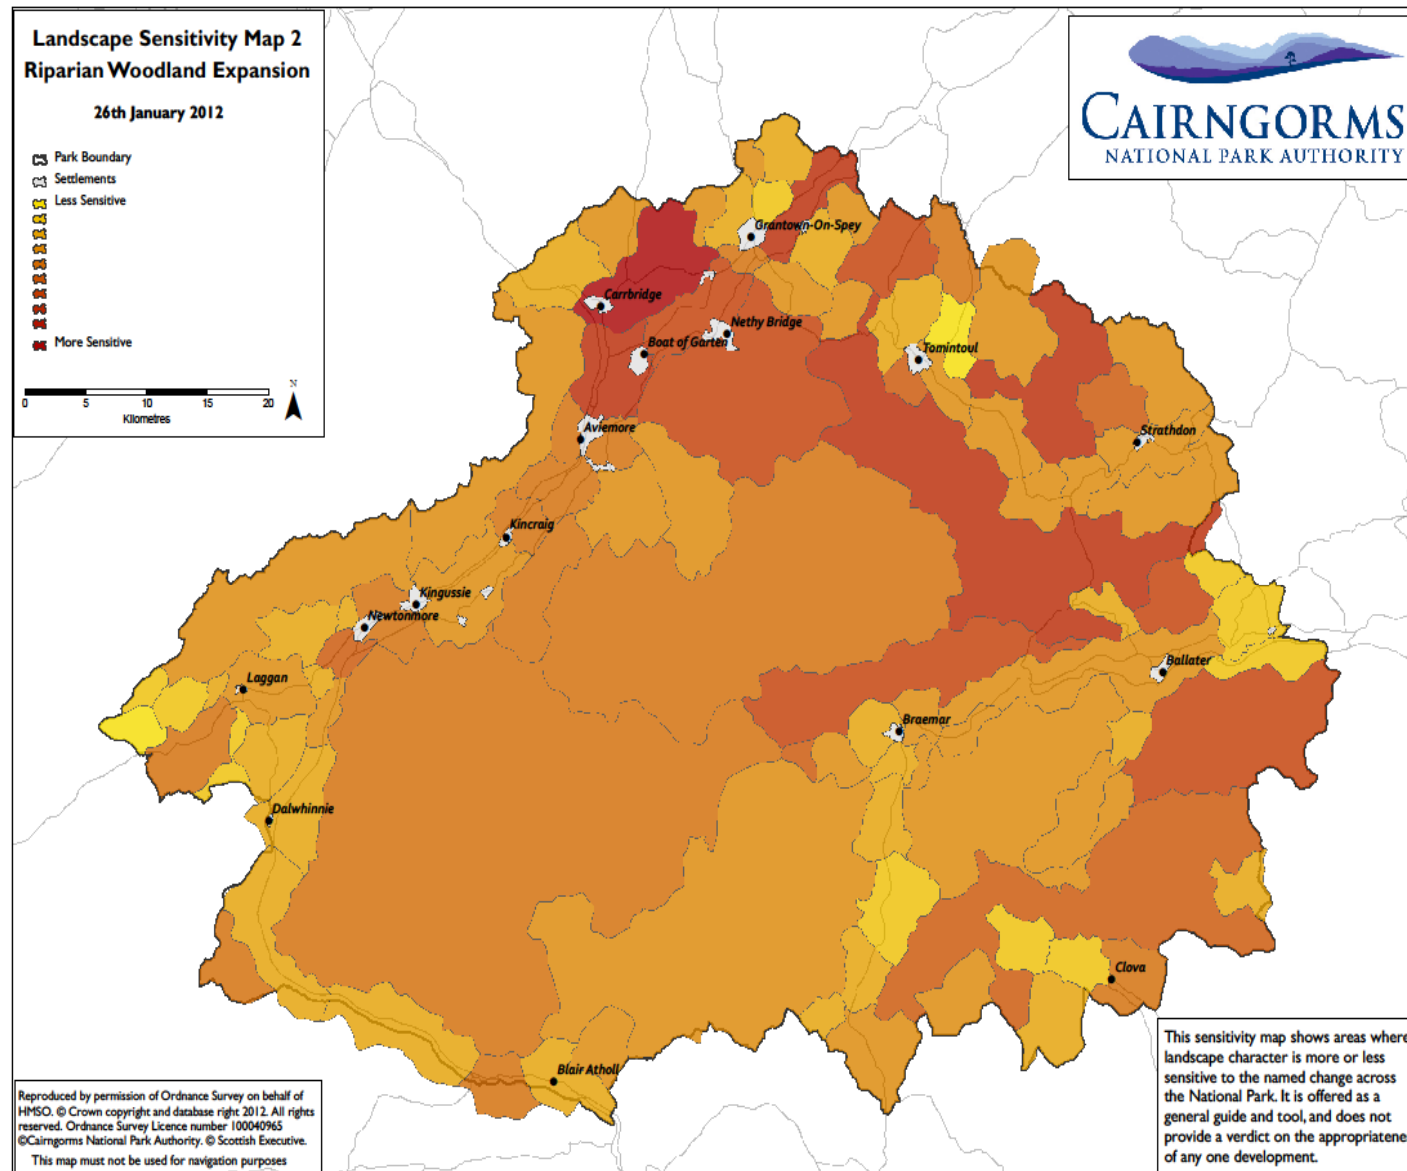 Landscape Sensitivity Map 2
Riparian Woodland Expansion
26th January 2012
Park Boundary
Settlements
Less Sensitive
More Sensitive
N
0 5 10 15 20
Kilometres
CAIRNGORMS
NATIONAL PARK AUTHORITY
Grantown-On-Spey
Carrbridge
Nethy Bridge
Boat of Garten
Tomintoul
Aviemore
Strathdon
Kincraig
Kingussie
Newtonmore
Laggan
Ballater
Braemar
Dalwhinnie
Clova
Blair Atholl
Reproduced by permission of Ordnance Survey on behalf of
HMSO. © Crown copyright and database right 2012. All rights
reserved. Ordnance Survey Licence number 100040965
©Cairngorms National Park Authority. © Scottish Executive.
This map must not be used for navigation purposes
This sensitivity map shows areas where
landscape character is more or less
sensitive to the named change across
the National Park. It is offered as a
general guide and tool, and does not
provide a verdict on the appropriatene
of any one development.